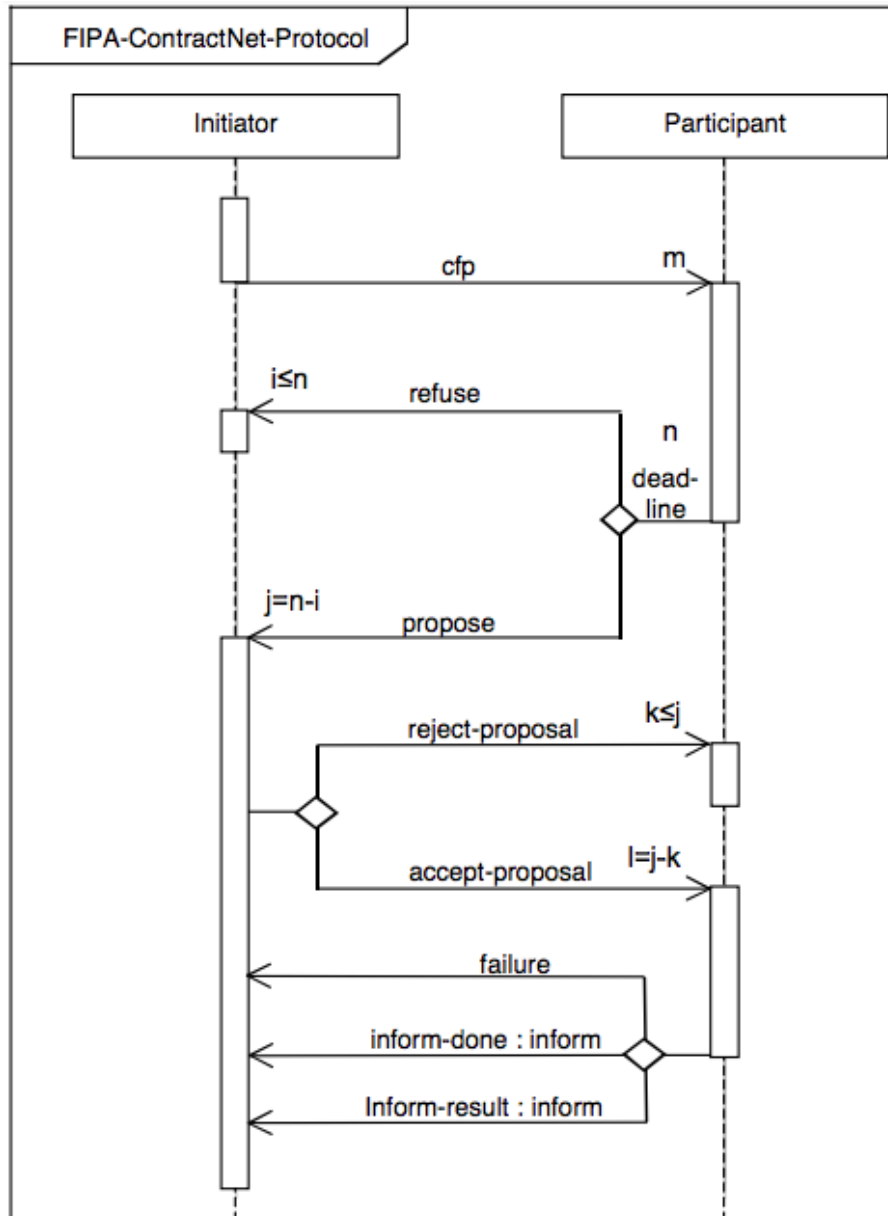 FIPA-ContractNet-Protocol
Initiator
Participant
cfp
m
i≤n
refuse
n
dead-
line
j=n-i
propose
k≤j
reject-proposal
l=j-k
accept-proposal
failure
inform-done : inform
Inform-result : inform